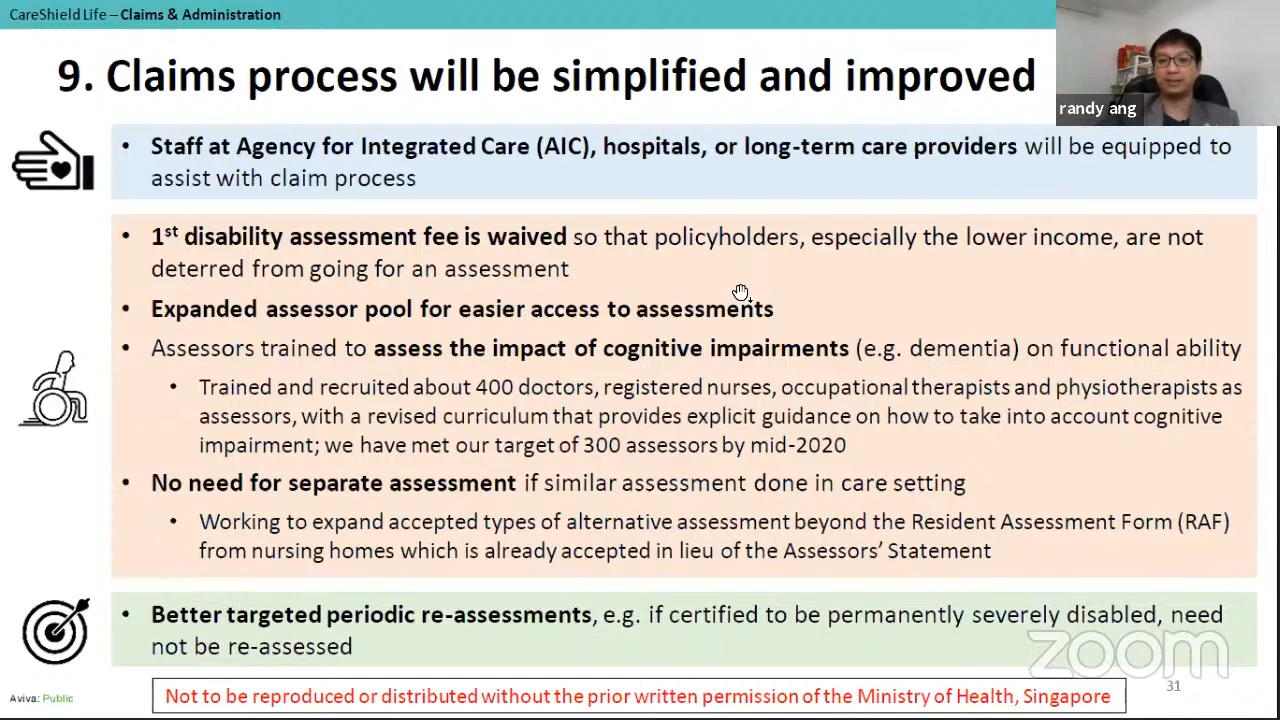 CareShield Life – Claims & Administration
9. Claims process will be simplified and improved
randy ang
• Staff at Agency for Integrated Care (AIC), hospitals, or long-term care providers will be equipped to
assist with claim process
• 1st disability assessment fee is waived so that policyholders, especially the lower income, are not
deterred from going for an assessment
• Expanded assessor pool for easier access to assessments
• Assessors trained to assess the impact of cognitive impairments (e.g. dementia) on functional ability
• Trained and recruited about 400 doctors, registered nurses, occupational therapists and physiotherapists as
assessors, with a revised curriculum that provides explicit guidance on how to take into account cognitive
impairment; we have met our target of 300 assessors by mid-2020
• No need for separate assessment if similar assessment done in care setting
• Working to expand accepted types of alternative assessment beyond the Resident Assessment Form (RAF)
from nursing homes which is already accepted in lieu of the Assessors' Statement
• Better targeted periodic re-assessments, e.g. if certified to be permanently severely disabled, need
not be re-assessed
zoom
Aviva: Public
Not to be reproduced or distributed without the prior written permission of the Ministry of Health, Singapore
31